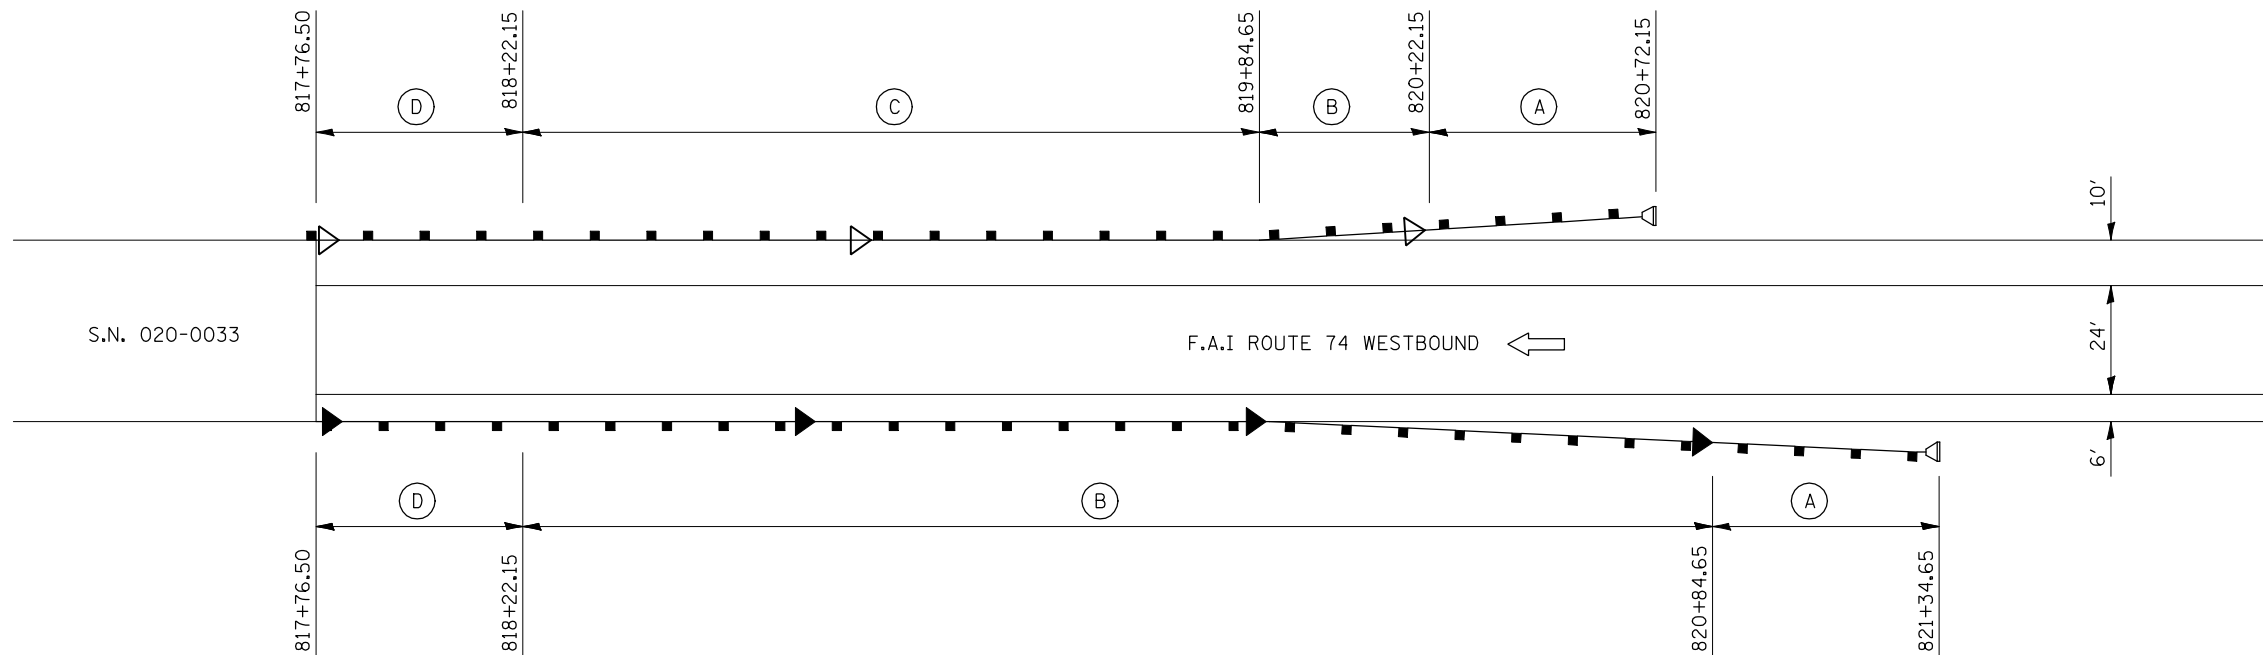 817+76.50
818+22.15
819+84.65
820+22.15
820+72.15
D
C
B
A
10'
S.N. 020-0033
F.A.I ROUTE 74 WESTBOUND
24'
6'
D
B
A
817+76.50
818+22.15
820+84.65
821+34.65